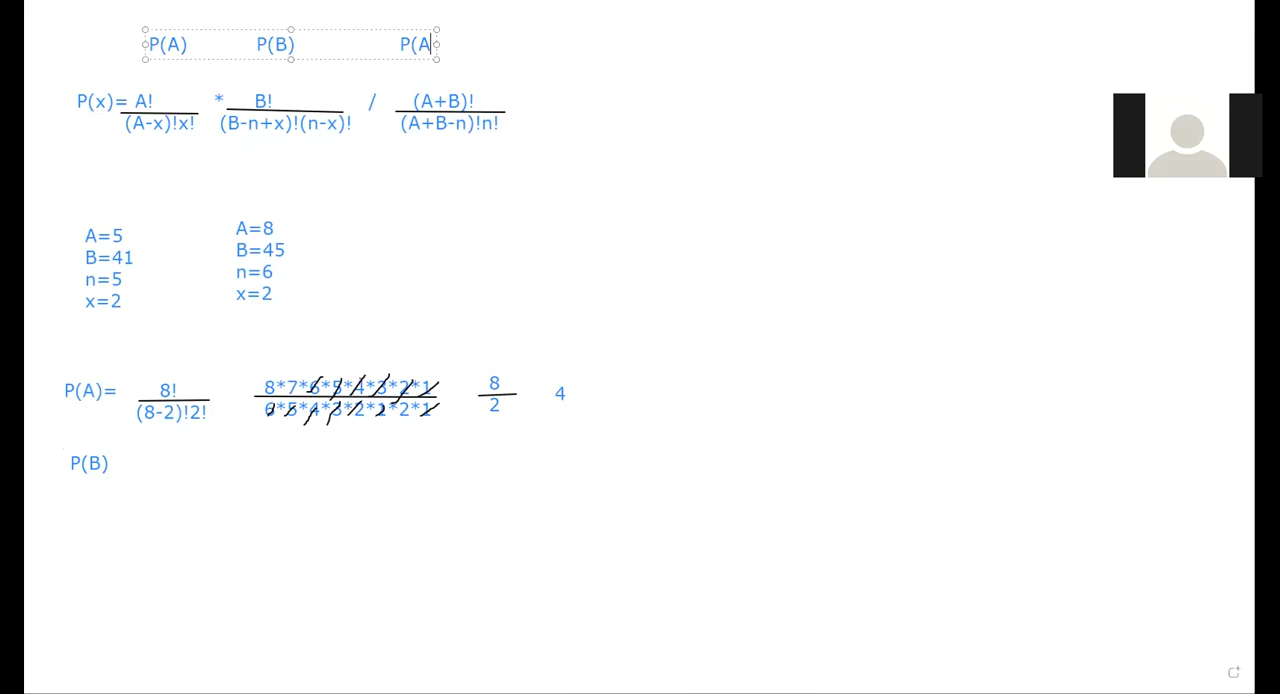 P(A) P(B) P(A
P(x)= A! * B! / (A+B)!
(A-x)!x! (B-n+x)!(n-x)! (A+B-n)!n!
A=5
B=41
n=5
x=2
A=8
B=45
n=6
x=2
P(A)= 8! 8*7*6*5*4*3*2*1 8 4
(8-2)!2! 6*5*4*3*2*1*2*1 2
P(B)